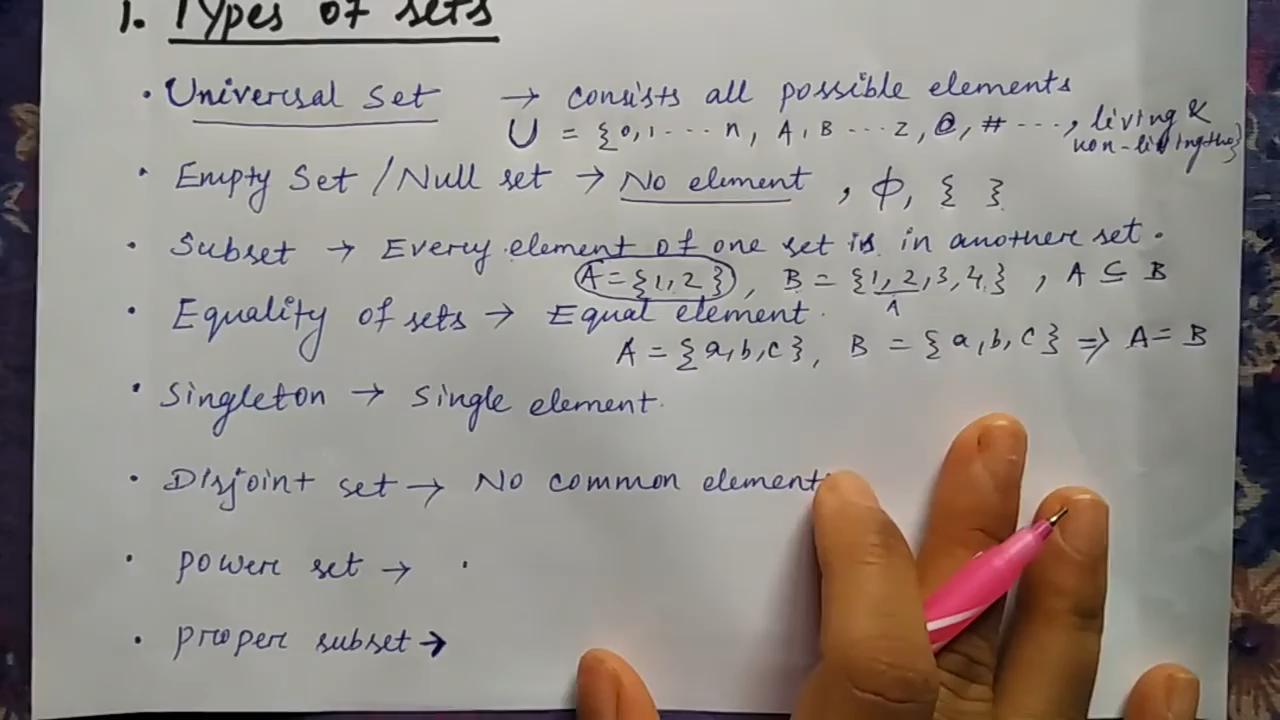 1. Types of sets
• Universal set → consists all possible elements
U = {0,1 ---- n, A, B --- Z, @, # ----, living &
non-living thg}
• Empty Set / Null set → No element , ϕ, { }
• Subset → Every element of one set is in another set.
A = {1,2} , B = {1,2,3,4} , A ⊆ B
A
• Equality of sets → Equal element.
A = {a,b,c}, B = {a,b,c} => A = B
• Singleton → single element.
• Disjoint set → No common element
• power set → .
• proper subset →